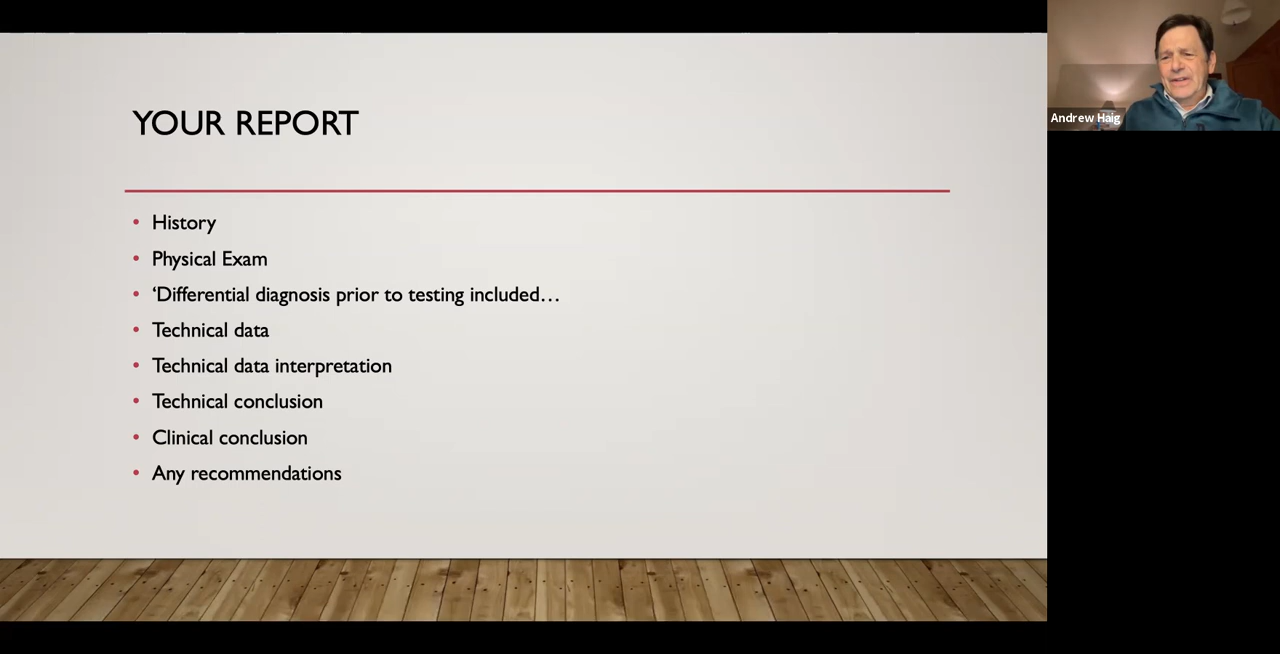 YOUR REPORT
• History
• Physical Exam
• ‘Differential diagnosis prior to testing included…
• Technical data
• Technical data interpretation
• Technical conclusion
• Clinical conclusion
• Any recommendations
Andrew Haig